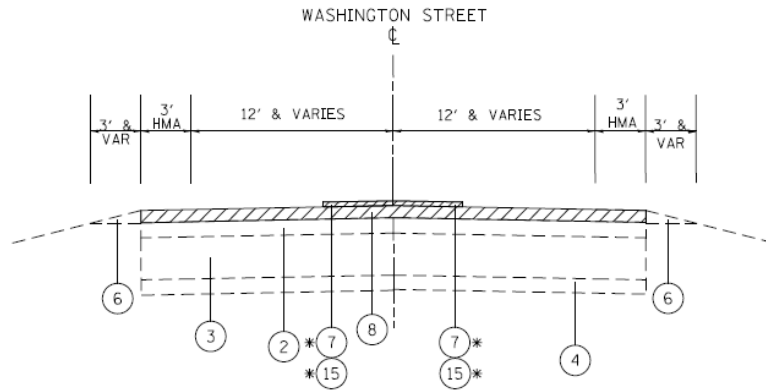 WASHINGTON STREET
℄
3' & VAR
3' HMA
12' & VARIES
12' & VARIES
3' HMA
3' & VAR
6
3
2
* 7
8
7 *
4
6
* 15
15 *